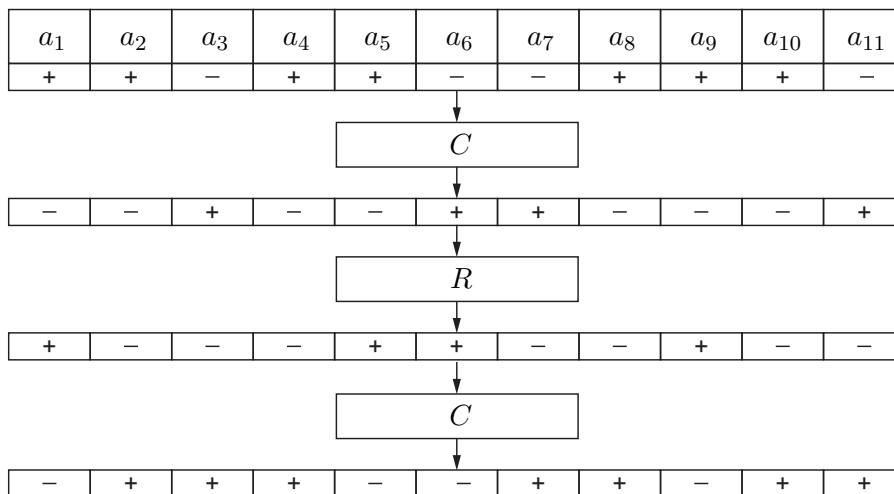 a₁ a₂ a₃ a₄ a₅ a₆ a₇ a₈ a₉ a₁₀ a₁₁
+ + − + + − − + + + −
C
− − + − − + + − − − +
R
+ − − − + + − − + − −
C
− + + + − − + + − + +